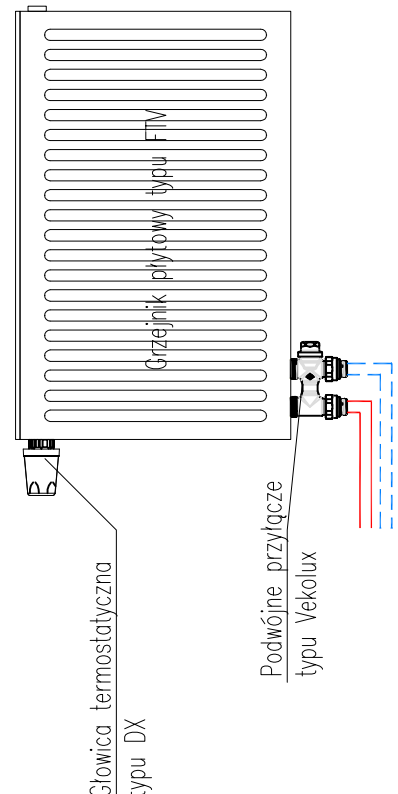 Grzejnik płytowy typu FTV
Głowica termostatyczna
typu DX
Podwójne przyłącze
typu Vekolux